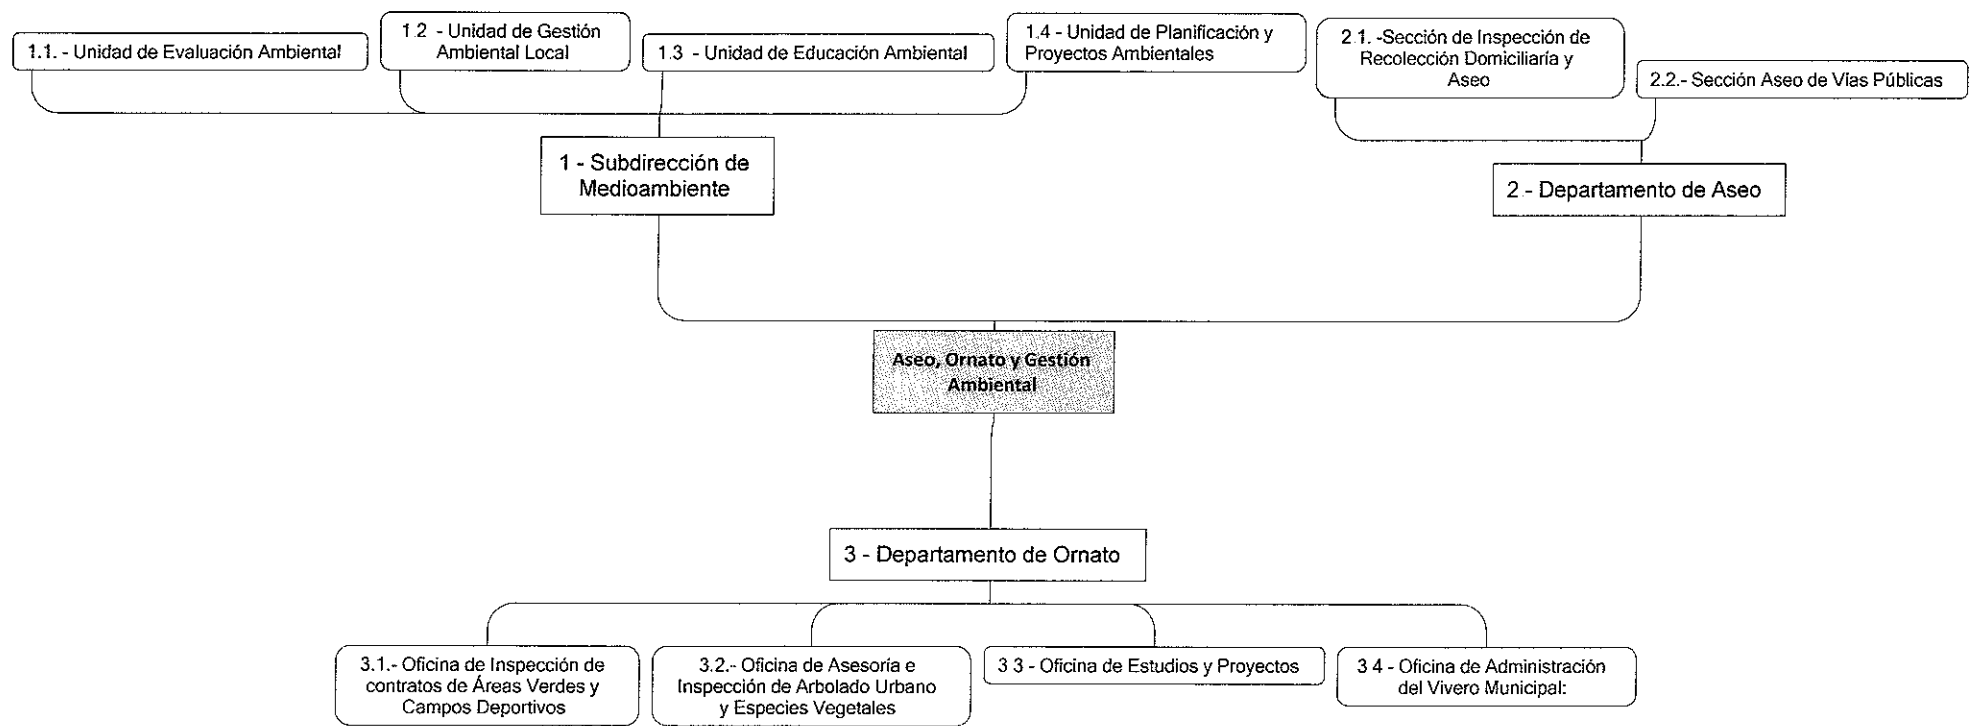 1.1. - Unidad de Evaluación Ambiental
1.2 - Unidad de Gestión
Ambiental Local
1.3 - Unidad de Educación Ambiental
1.4 - Unidad de Planificación y
Proyectos Ambientales
2.1. -Sección de Inspección de
Recolección Domiciliaría y
Aseo
2.2.- Sección Aseo de Vías Públicas
1 - Subdirección de
Medioambiente
2.- Departamento de Aseo
Aseo, Ornato y Gestión
Ambiental
3 - Departamento de Ornato
3.1.- Oficina de Inspección de
contratos de Áreas Verdes y
Campos Deportivos
3.2.- Oficina de Asesoría e
Inspección de Arbolado Urbano
y Especies Vegetales
3 3 - Oficina de Estudios y Proyectos
3 4 - Oficina de Administración
del Vivero Municipal: